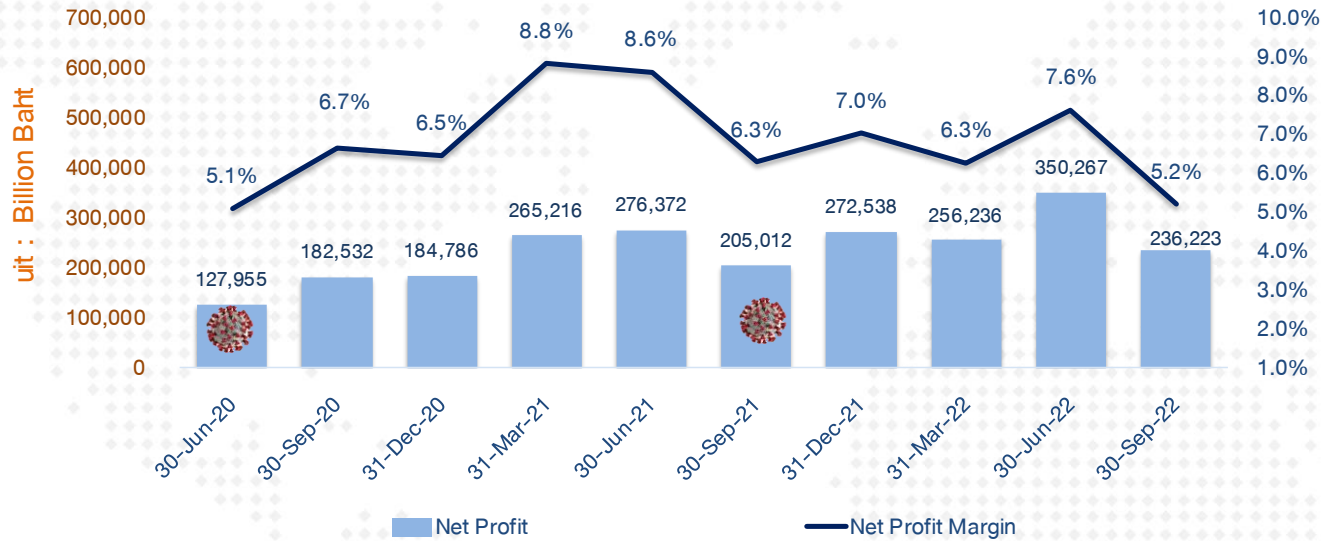 uit : Billion Baht
700,000
600,000
500,000
400,000
300,000
200,000
100,000
0
10.0%
9.0%
8.0%
7.0%
6.0%
5.0%
4.0%
3.0%
2.0%
1.0%
5.1%
6.7%
6.5%
8.8%
8.6%
6.3%
7.0%
6.3%
7.6%
5.2%
127,955
182,532
184,786
265,216
276,372
205,012
272,538
256,236
350,267
236,223
30-Jun-20
30-Sep-20
31-Dec-20
31-Mar-21
30-Jun-21
30-Sep-21
31-Dec-21
31-Mar-22
30-Jun-22
30-Sep-22
Net Profit
Net Profit Margin